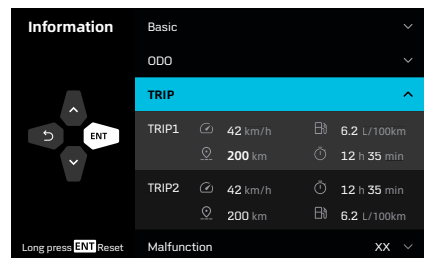 Information
Basic
ODO
TRIP
ENT
TRIP1 42 km/h 6.2 L/100km
200 km 12 h 35 min
TRIP2 42 km/h 12 h 35 min
200 km 6.2 L/100km
Long press ENT Reset
Malfunction XX